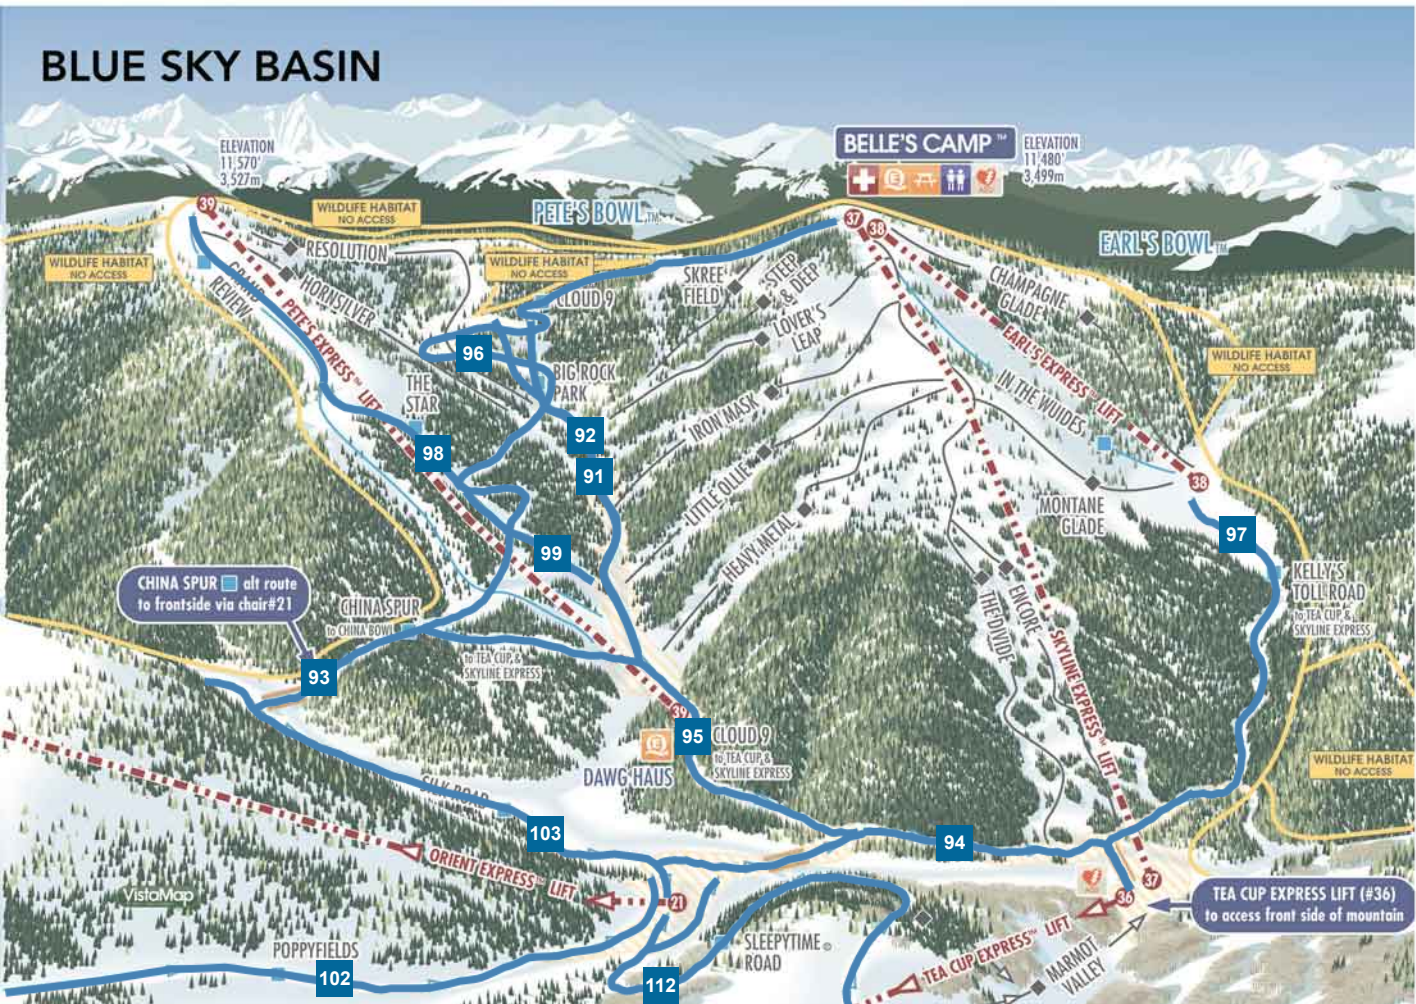 BLUE SKY BASIN
ELEVATION
11,570'
3,527m
BELLE'S CAMP™
ELEVATION
11,480'
3,499m
39
WILDLIFE HABITAT
NO ACCESS
PETE'S BOWL™
37
38
EARL'S BOWL™
WILDLIFE HABITAT
NO ACCESS
RESOLUTION
WILDLIFE HABITAT
NO ACCESS
GRAND
REVIEW
HORNSILVER
CLOUD 9
SKREE
FIELD
STEEP
& DEEP
LOVER'S
LEAP
CHAMPAGNE
GLADE
PETE'S EXPRESS™ LIFT
EARL'S EXPRESS™ LIFT
96
THE
STAR
BIG ROCK
PARK
IN THE WUIDES
WILDLIFE HABITAT
NO ACCESS
IRON MASK
92
98
91
LITTLE OLLIE
38
MONTANE
GLADE
HEAVY METAL
97
99
CHINA SPUR alt route
to frontside via chair#21
CHINA SPUR
to CHINA BOWL
THE DIVIDE
ENCORE
KELLY'S
TOLL ROAD
to TEA CUP &
SKYLINE EXPRESS
93
to TEA CUP &
SKYLINE EXPRESS
SKYLINE EXPRESS™ LIFT
39
95
CLOUD 9
to TEA CUP &
SKYLINE EXPRESS
DAWG HAUS
WILDLIFE HABITAT
NO ACCESS
SILK ROAD
103
94
ORIENT EXPRESS™ LIFT
VistaMap
21
37
36
TEA CUP EXPRESS LIFT (#36)
to access front side of mountain
POPPYFIELDS
102
SLEEPYTIME
ROAD
112
TEA CUP EXPRESS™ LIFT
MARMOT
VALLEY